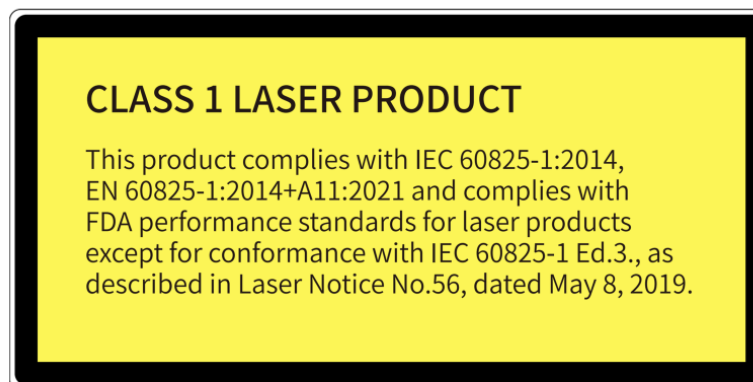 CLASS 1 LASER PRODUCT
This product complies with IEC 60825-1:2014,
EN 60825-1:2014+A11:2021 and complies with
FDA performance standards for laser products
except for conformance with IEC 60825-1 Ed.3., as
described in Laser Notice No.56, dated May 8, 2019.